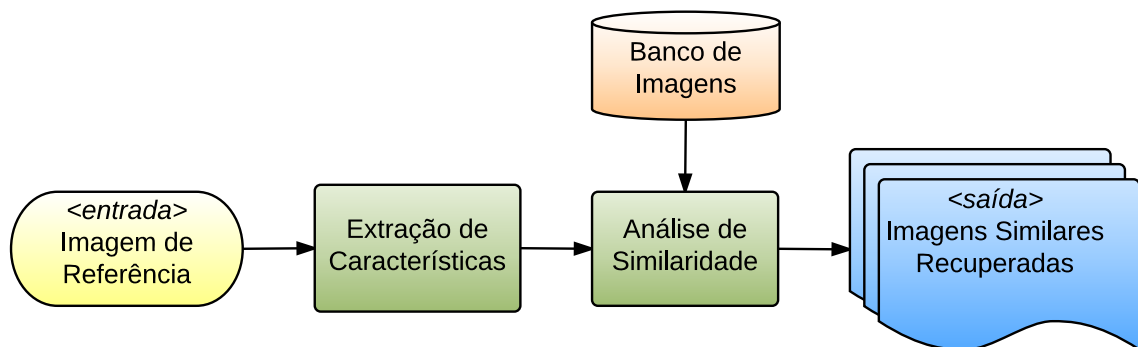 Banco de
Imagens
<entrada>
Imagem de
Referência
Extração de
Características
Análise de
Similaridade
<saída>
Imagens Similares
Recuperadas